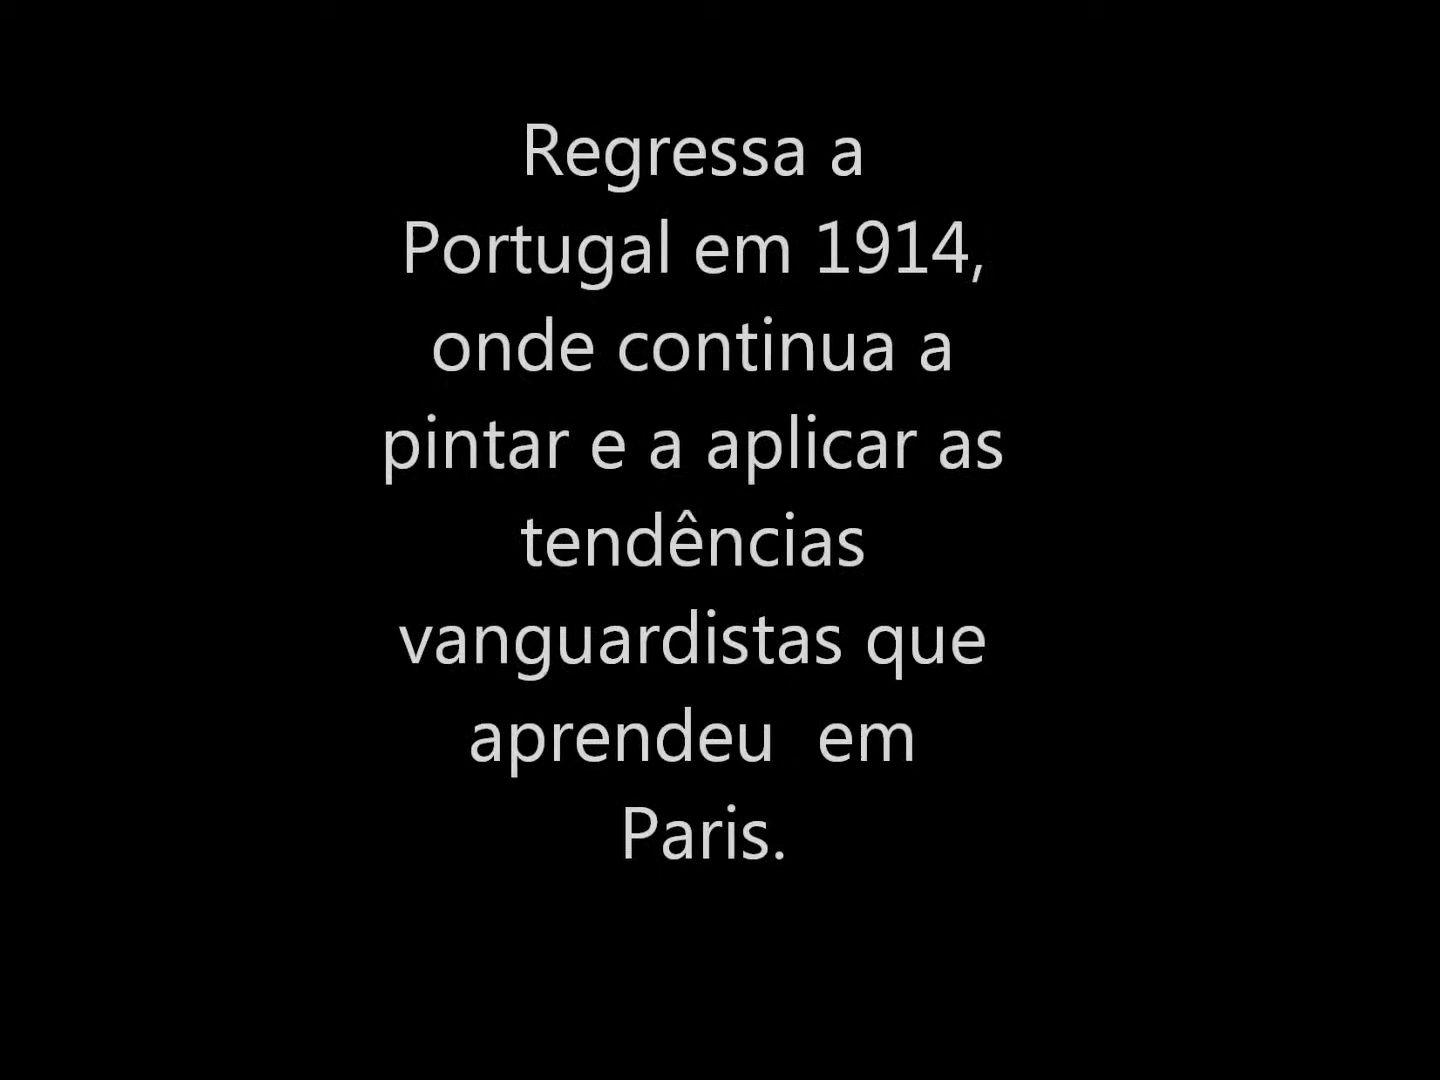 Regressa a
Portugal em 1914,
onde continua a
pintar e a aplicar as
tendências
vanguardistas que
aprendeu  em
Paris.